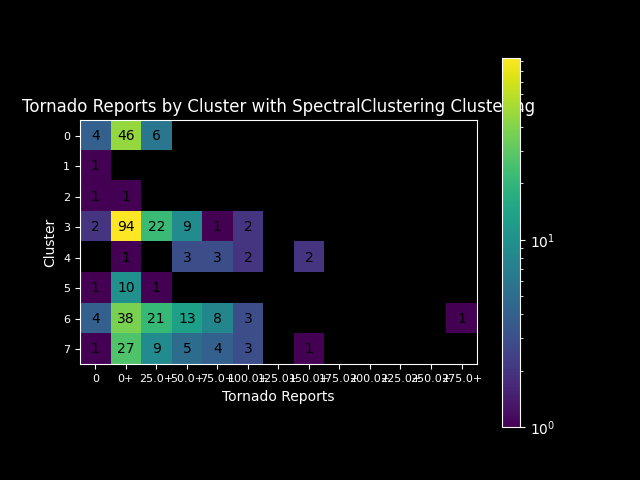 Tornado Reports by Cluster with SpectralClustering Clustering
0 4 46 6
1 1
2 1 1
3 2 94 22 9 1 2
4 1 3 3 2 2
5 1 10 1
6 4 38 21 13 8 3 1
7 1 27 9 5 4 3 1
Cluster
0 0+ 25.0+ 50.0+ 75.0+ 100.0+ 125.0+ 150.0+ 175.0+ 200.0+ 225.0+ 250.0+ 275.0+
Tornado Reports
10¹
10⁰